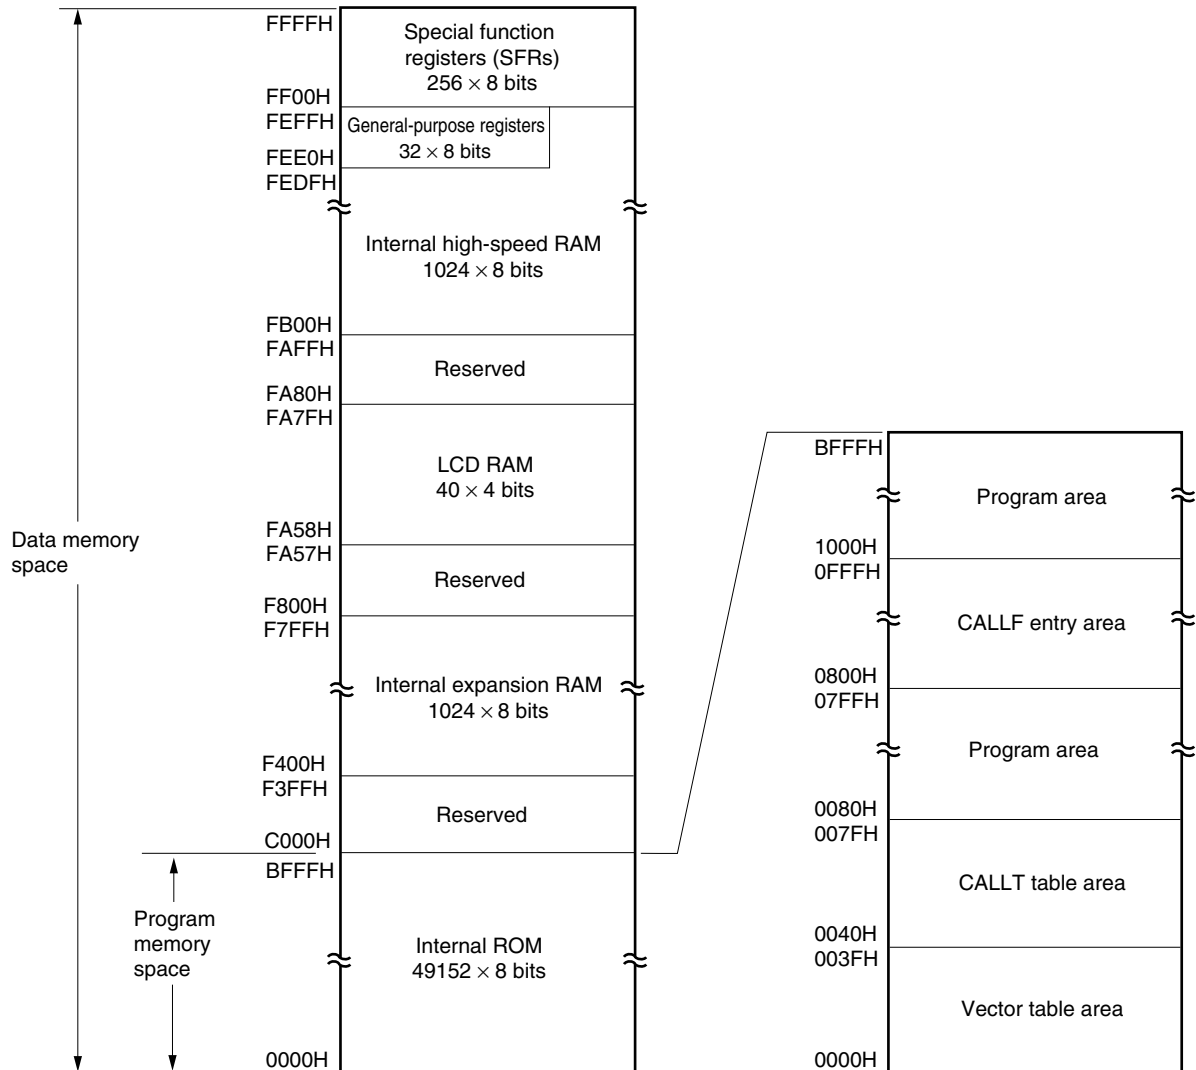 FFFFH
Special function
registers (SFRs)
256 × 8 bits
FF00H
FEFFH
General-purpose registers
32 × 8 bits
FEE0H
FEDFH
Internal high-speed RAM
1024 × 8 bits
FB00H
FAFFH
Reserved
FA80H
FA7FH
LCD RAM
40 × 4 bits
FA58H
FA57H
Reserved
F800H
F7FFH
Internal expansion RAM
1024 × 8 bits
F400H
F3FFH
Reserved
C000H
BFFFH
Internal ROM
49152 × 8 bits
0000H
Data memory
space
Program
memory
space
BFFFH
Program area
1000H
0FFFH
CALLF entry area
0800H
07FFH
Program area
0080H
007FH
CALLT table area
0040H
003FH
Vector table area
0000H